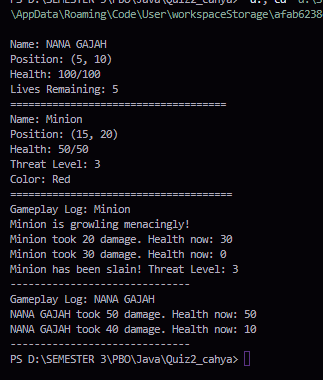 \AppData\Roaming\Code\User\workspaceStorage\afab6238
Name: NANA GAJAH
Position: (5, 10)
Health: 100/100
Lives Remaining: 5
====================================
Name: Minion
Position: (15, 20)
Health: 50/50
Threat Level: 3
Color: Red
=====================================
Gameplay Log: Minion
Minion is growling menacingly!
Minion took 20 damage. Health now: 30
Minion took 30 damage. Health now: 0
Minion has been slain! Threat Level: 3
------------------------------
Gameplay Log: NANA GAJAH
NANA GAJAH took 50 damage. Health now: 50
NANA GAJAH took 40 damage. Health now: 10
------------------------------
PS D:\SEMESTER 3\PBO\Java\Quiz2_cahya>